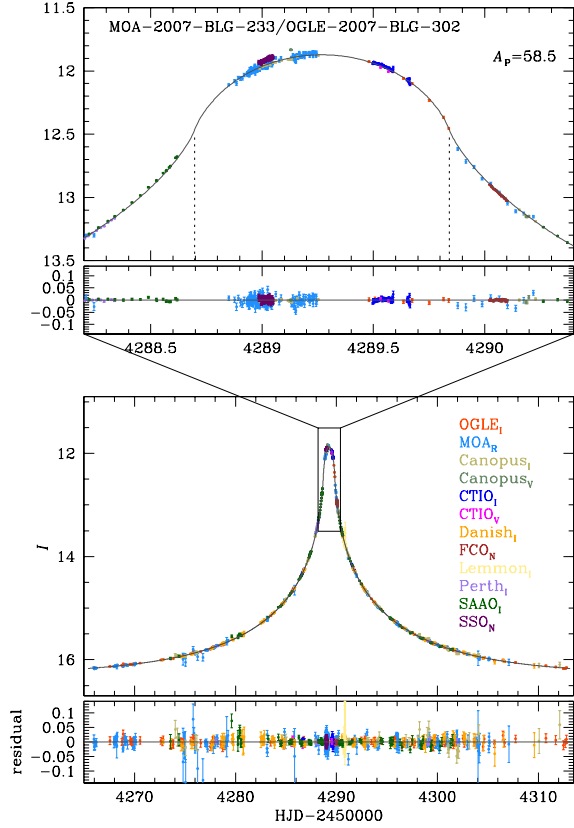 MOA−2007−BLG−233/OGLE−2007−BLG−302
A_P=58.5
11.5
12
12.5
13
13.5
0.1
0.05
0
−0.05
−0.1
4288.5 4289 4289.5 4290
12
14
16
I
OGLE_I
MOA_R
Canopus_I
Canopus_V
CTIO_I
CTIO_V
Danish_I
FCO_N
Lemmon_I
Perth_I
SAAO_I
SSO_N
residual
0.1
0.05
0
−0.05
−0.1
4270 4280 4290 4300 4310
HJD−2450000